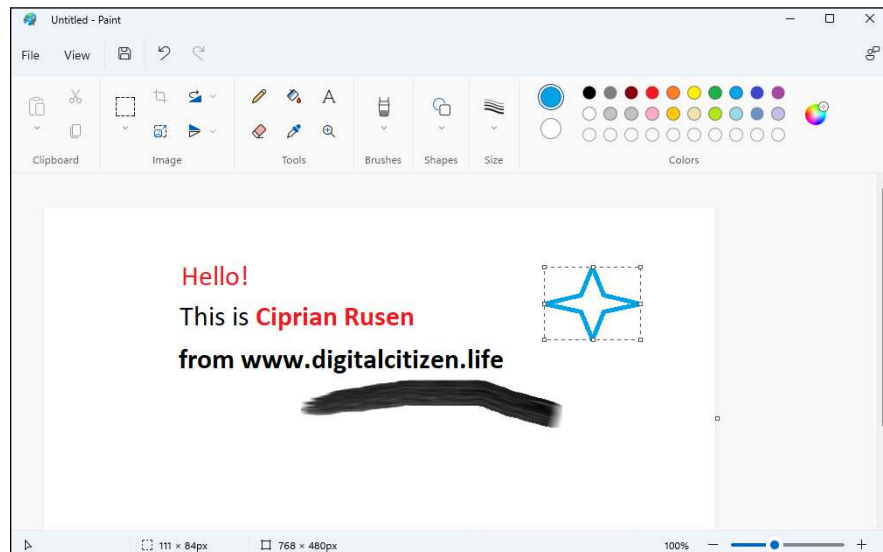 Untitled - Paint
File View
Clipboard Image Tools Brushes Shapes Size Colors
Hello!
This is Ciprian Rusen
from www.digitalcitizen.life
111 × 84px 768 × 480px 100%